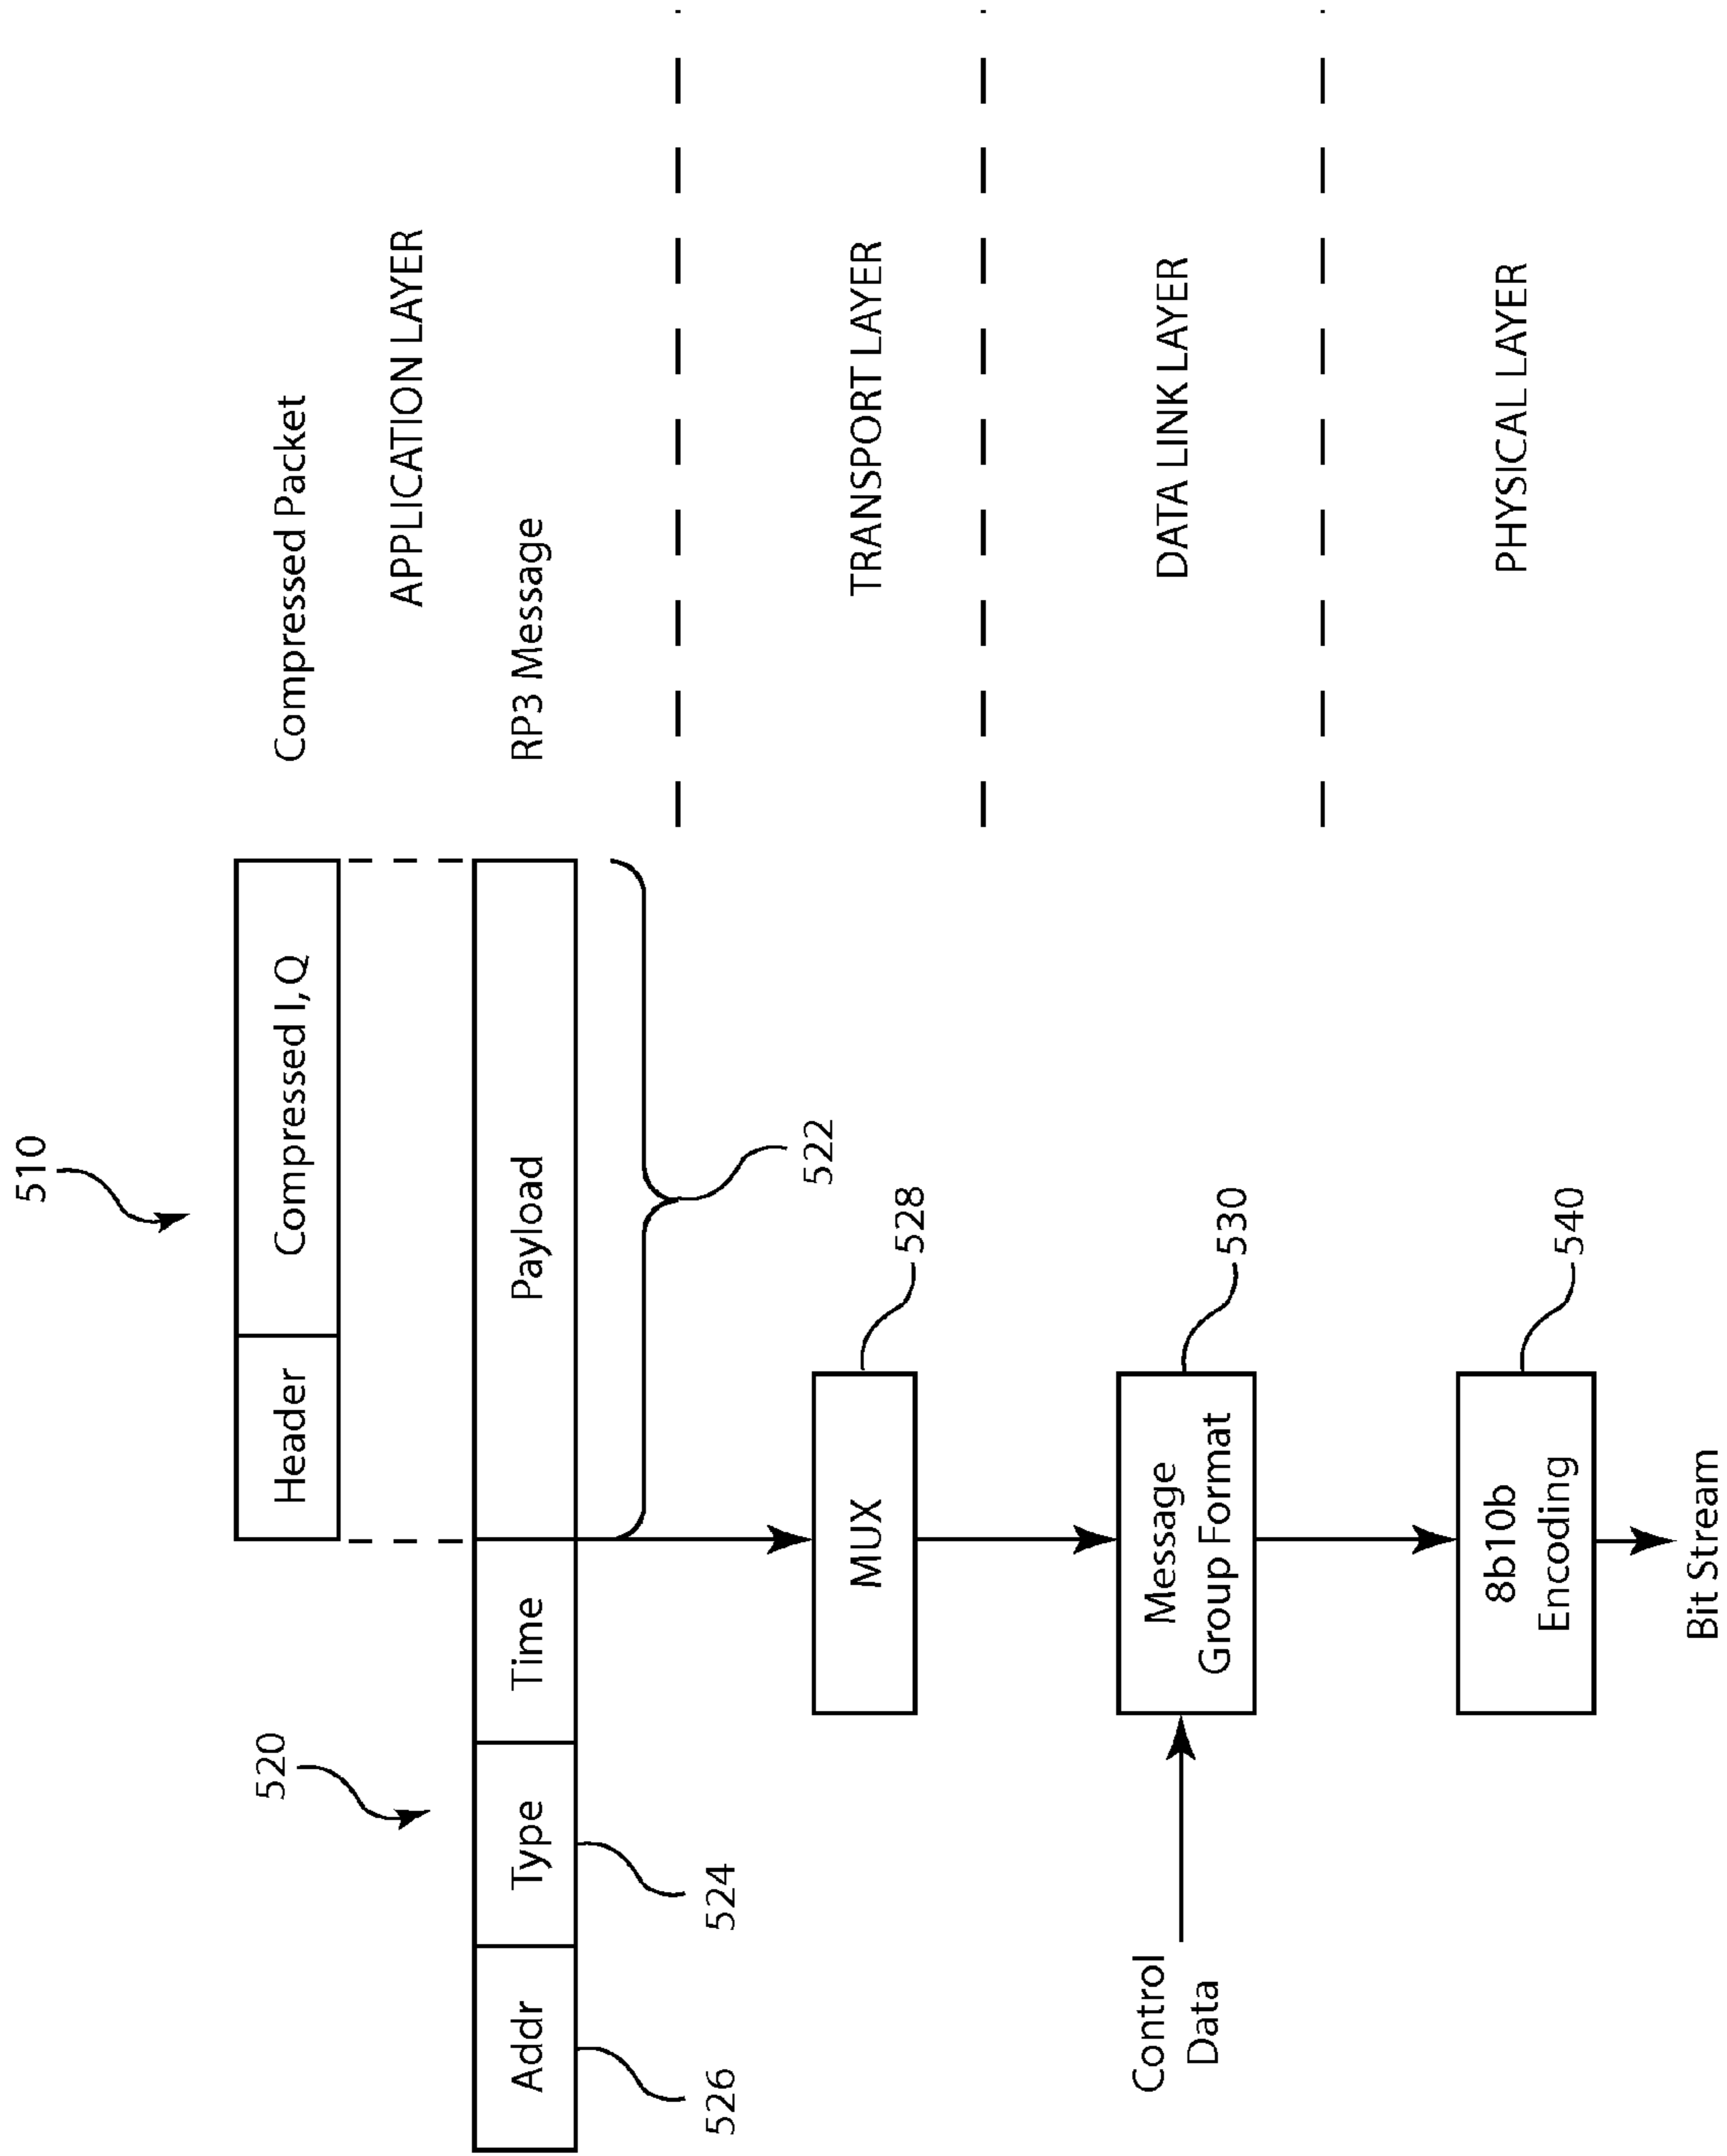 510
Header
Compressed I, Q
Compressed Packet
APPLICATION LAYER
520
Addr
Type
Time
Payload
RP3 Message
526
524
522
MUX
528
TRANSPORT LAYER
Control
Data
Message
Group Format
530
DATA LINK LAYER
8b10b
Encoding
540
PHYSICAL LAYER
Bit Stream